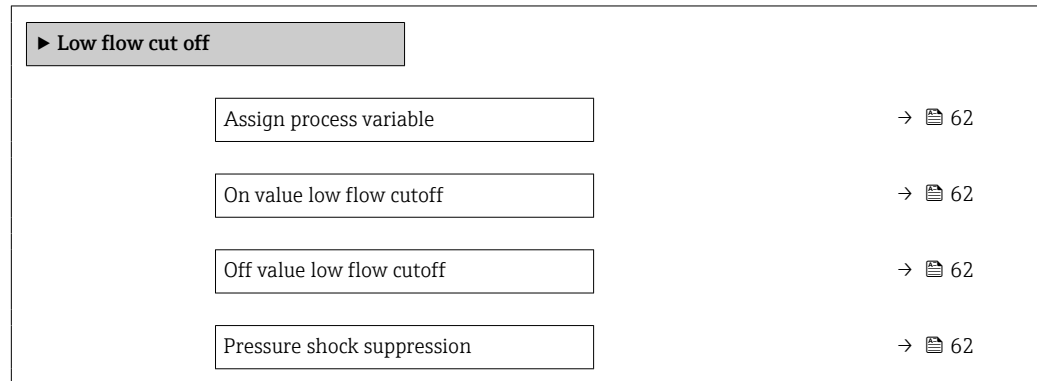 ▶ Low flow cut off
Assign process variable → 62
On value low flow cutoff → 62
Off value low flow cutoff → 62
Pressure shock suppression → 62